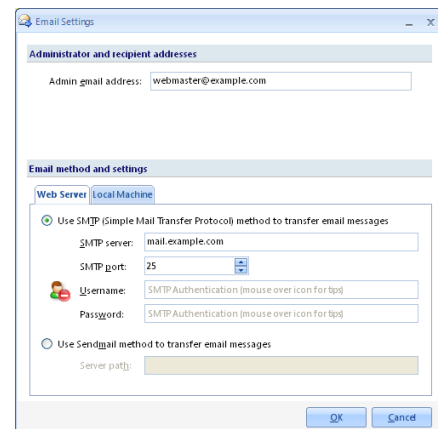 Email Settings
Administrator and recipient addresses
Admin email address: webmaster@example.com
Email method and settings
Web Server Local Machine
Use SMTP (Simple Mail Transfer Protocol) method to transfer email messages
SMTP server: mail.example.com
SMTP port: 25
Username: SMTP Authentication (mouse over icon for tips)
Password: SMTP Authentication (mouse over icon for tips)
Use Sendmail method to transfer email messages
Server path:
OK Cancel